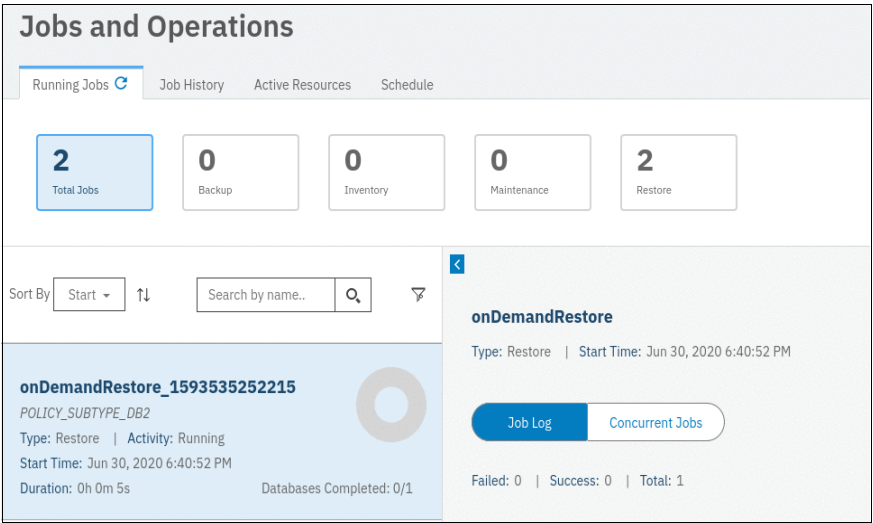 Jobs and Operations
Running Jobs Job History Active Resources Schedule
2 0 0 0 2
Total Jobs Backup Inventory Maintenance Restore
Sort By Start Search by name..
onDemandRestore_1593535252215
POLICY_SUBTYPE_DB2
Type: Restore | Activity: Running
Start Time: Jun 30, 2020 6:40:52 PM
Duration: 0h 0m 5s Databases Completed: 0/1
onDemandRestore
Type: Restore | Start Time: Jun 30, 2020 6:40:52 PM
Job Log Concurrent Jobs
Failed: 0 | Success: 0 | Total: 1